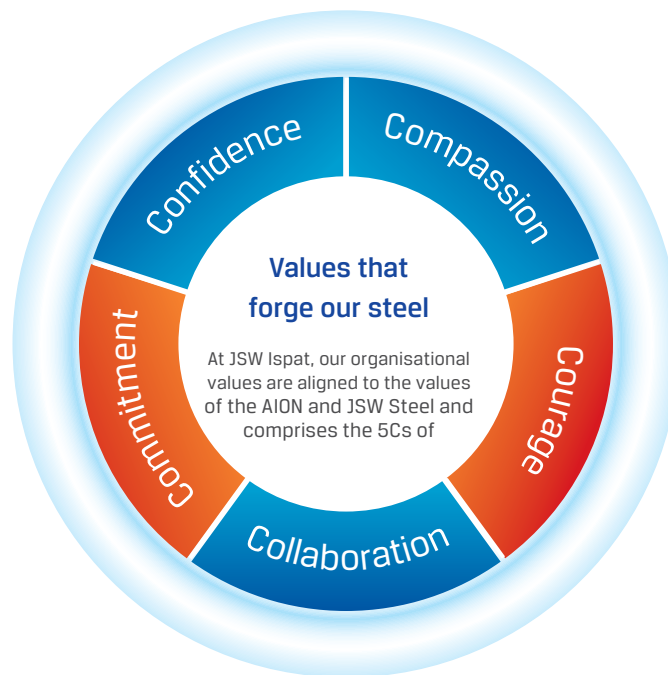 Values that
forge our steel
At JSW Ispat, our organisational
values are aligned to the values
of the AION and JSW Steel and
comprises the 5Cs of
Compassion
Courage
Collaboration
Commitment
Confidence